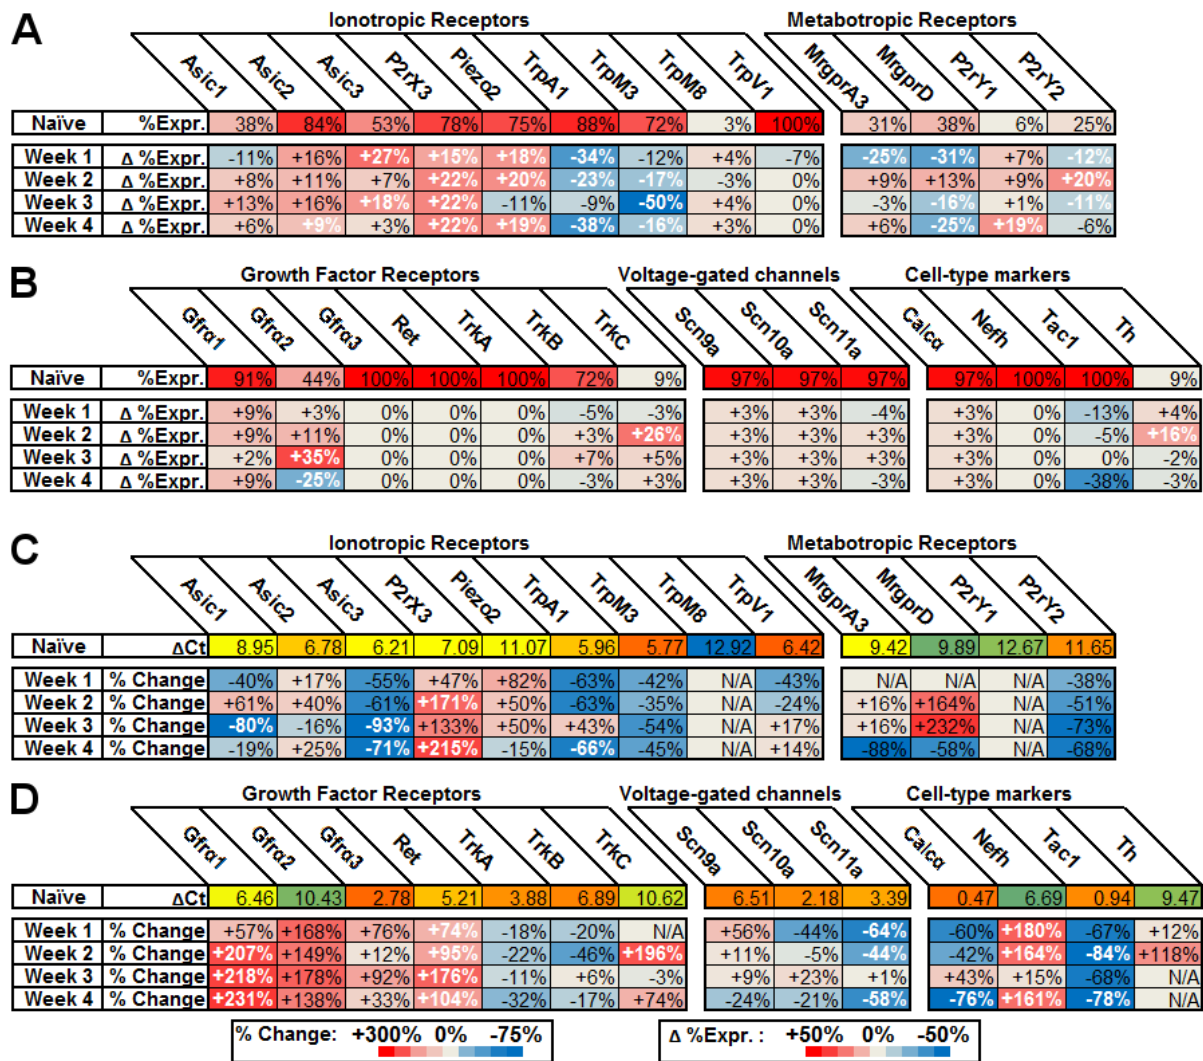 A
Ionotropic Receptors Metabotropic Receptors
Asic1 Asic2 Asic3 P2rX3 Piezo2 TrpA1 TrpM3 TrpM8 TrpV1 MrgprA3 MrgprD P2rY1 P2rY2
Naïve %Expr. 38% 84% 53% 78% 75% 88% 72% 3% 100% 31% 38% 6% 25%
Week 1 Δ %Expr. -11% +16% +27% +15% +18% -34% -12% +4% -7% -25% -31% +7% -12%
Week 2 Δ %Expr. +8% +11% +7% +22% +20% -23% -17% -3% 0% +9% +13% +9% +20%
Week 3 Δ %Expr. +13% +16% +18% +22% -11% -9% -50% +4% 0% -3% -16% +1% -11%
Week 4 Δ %Expr. +6% +9% +3% +22% +19% -38% -16% +3% 0% +6% -25% +19% -6%
B
Growth Factor Receptors Voltage-gated channels Cell-type markers
Gfrα1 Gfrα2 Gfrα3 Ret TrkA TrkB TrkC Scn9a Scn10a Scn11a Calcα Nefh Tac1 Th
Naïve %Expr. 91% 44% 100% 100% 100% 72% 9% 97% 97% 97% 97% 100% 100% 9%
Week 1 Δ %Expr. +9% +3% 0% 0% 0% -5% -3% +3% +3% -4% +3% 0% -13% +4%
Week 2 Δ %Expr. +9% +11% 0% 0% 0% +3% +26% +3% +3% +3% +3% 0% -5% +16%
Week 3 Δ %Expr. +2% +35% 0% 0% 0% +7% +5% +3% +3% +3% +3% 0% 0% -2%
Week 4 Δ %Expr. +9% -25% 0% 0% 0% -3% +3% +3% +3% -3% +3% 0% -38% -3%
C
Ionotropic Receptors Metabotropic Receptors
Asic1 Asic2 Asic3 P2rX3 Piezo2 TrpA1 TrpM3 TrpM8 TrpV1 MrgprA3 MrgprD P2rY1 P2rY2
Naïve ΔCt 8.95 6.78 6.21 7.09 11.07 5.96 5.77 12.92 6.42 9.42 9.89 12.67 11.65
Week 1 % Change -40% +17% -55% +47% +82% -63% -42% N/A -43% N/A N/A N/A -38%
Week 2 % Change +61% +40% -61% +171% +50% -63% -35% N/A -24% +16% +164% N/A -51%
Week 3 % Change -80% -16% -93% +133% +50% +43% -54% N/A +17% +16% +232% N/A -73%
Week 4 % Change -19% +25% -71% +215% -15% -66% -45% N/A +14% -88% -58% N/A -68%
D
Growth Factor Receptors Voltage-gated channels Cell-type markers
Gfrα1 Gfrα2 Gfrα3 Ret TrkA TrkB TrkC Scn9a Scn10a Scn11a Calcα Nefh Tac1 Th
Naïve ΔCt 6.46 10.43 2.78 5.21 3.88 6.89 10.62 6.51 2.18 3.39 0.47 6.69 0.94 9.47
Week 1 % Change +57% +168% +76% +74% -18% -20% N/A +56% -44% -64% -60% +180% -67% +12%
Week 2 % Change +207% +149% +12% +95% -22% -46% +196% +11% -5% -44% -42% +164% -84% +118%
Week 3 % Change +218% +178% +92% +176% -11% +6% -3% +9% +23% +1% +43% +15% -68% N/A
Week 4 % Change +231% +138% +33% +104% -32% -17% +74% -24% -21% -58% -76% +161% -78% N/A
% Change: +300% 0% -75% Δ %Expr. : +50% 0% -50%